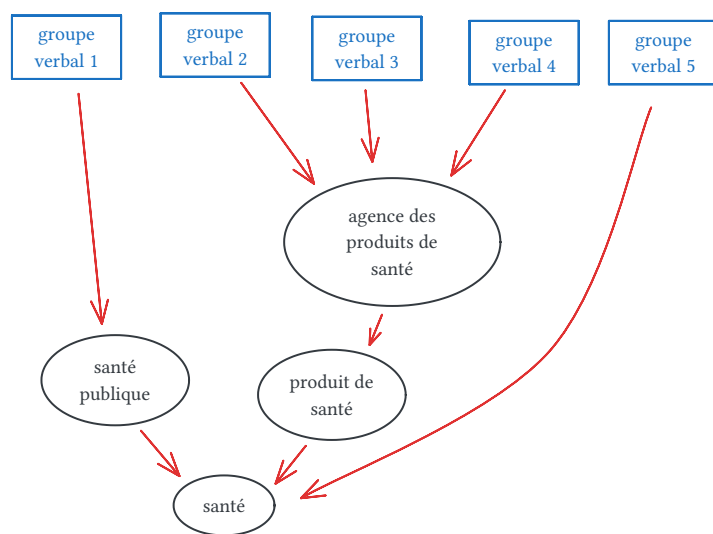 groupe
verbal 1
groupe
verbal 2
groupe
verbal 3
groupe
verbal 4
groupe
verbal 5
agence des
produits de
santé
santé
publique
produit de
santé
santé